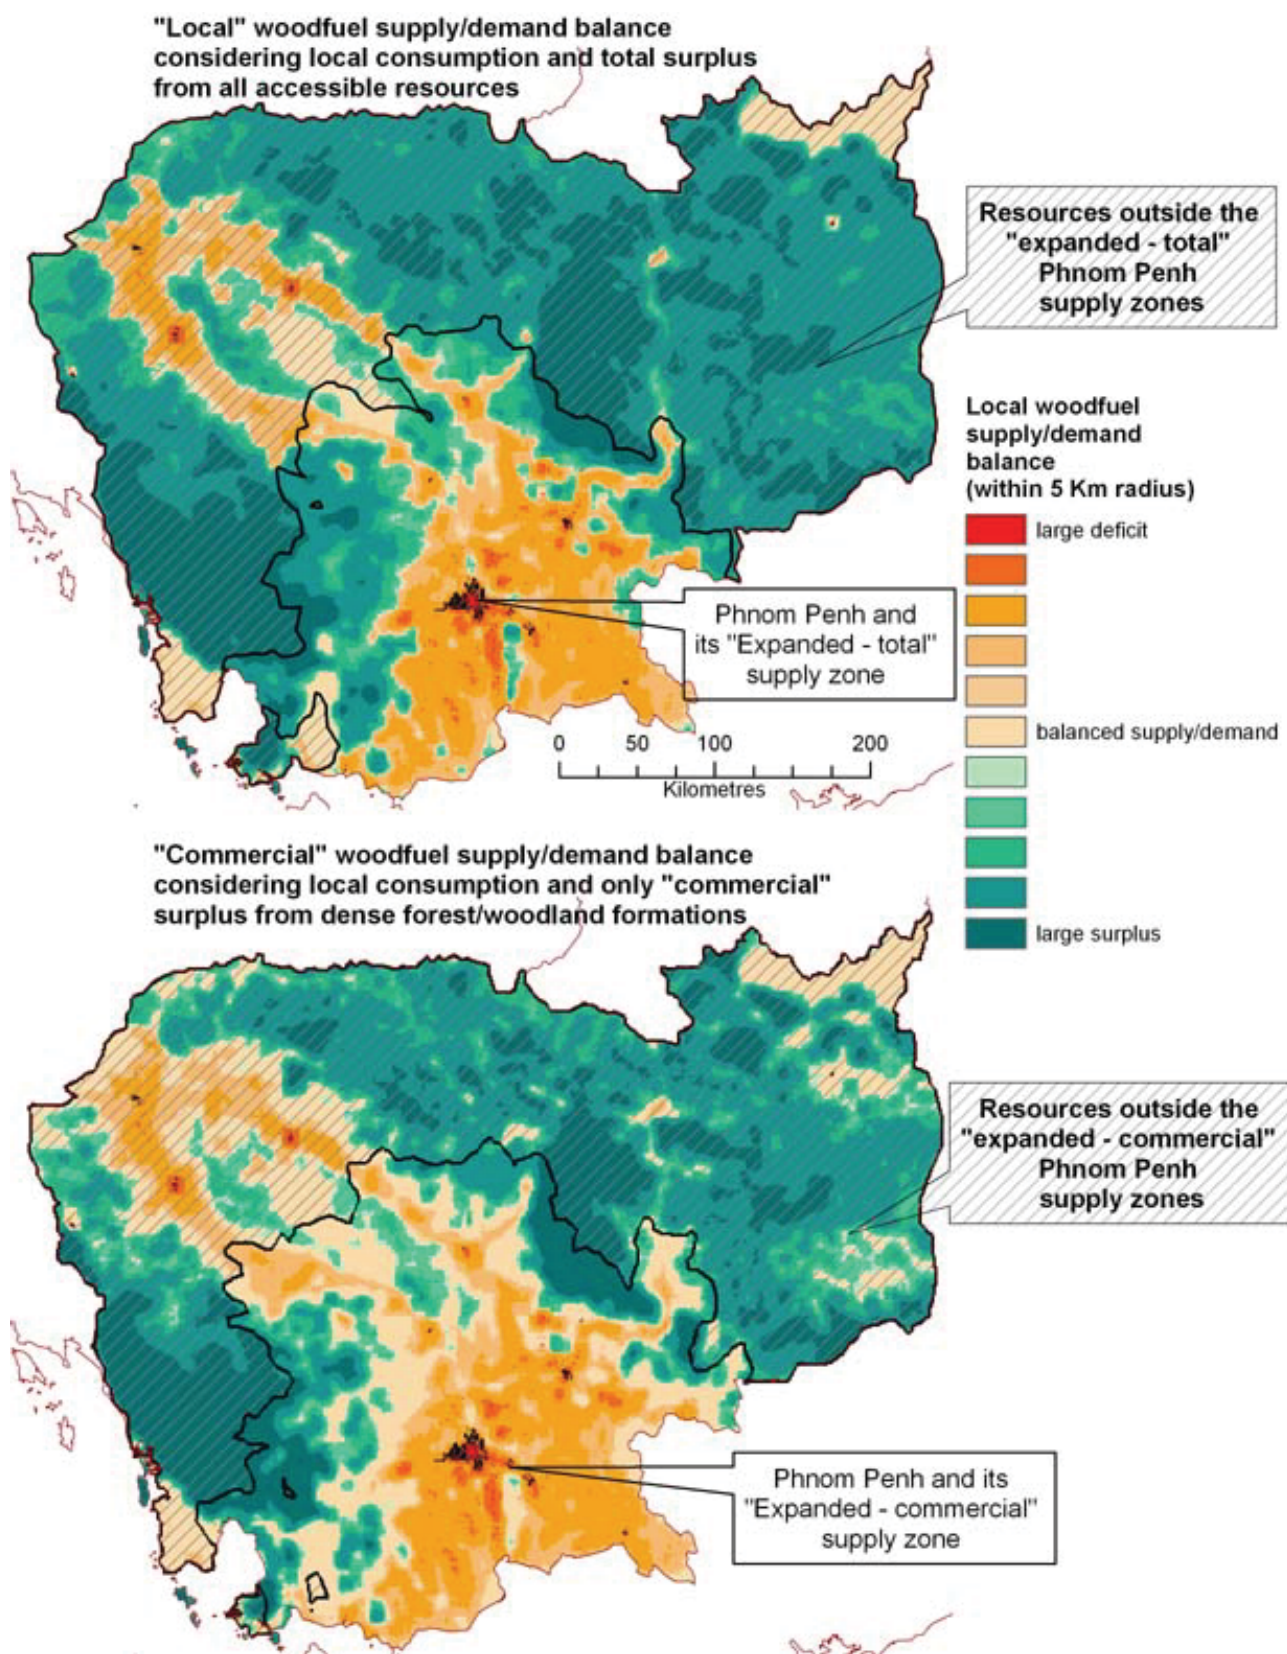 "Local" woodfuel supply/demand balance
considering local consumption and total surplus
from all accessible resources
Resources outside the
"expanded - total"
Phnom Penh
supply zones
Local woodfuel
supply/demand
balance
(within 5 Km radius)
large deficit
balanced supply/demand
large surplus
Phnom Penh and
its "Expanded - total"
supply zone
0 50 100 200
Kilometres
"Commercial" woodfuel supply/demand balance
considering local consumption and only "commercial"
surplus from dense forest/woodland formations
Resources outside the
"expanded - commercial"
Phnom Penh
supply zones
Phnom Penh and its
"Expanded - commercial"
supply zone